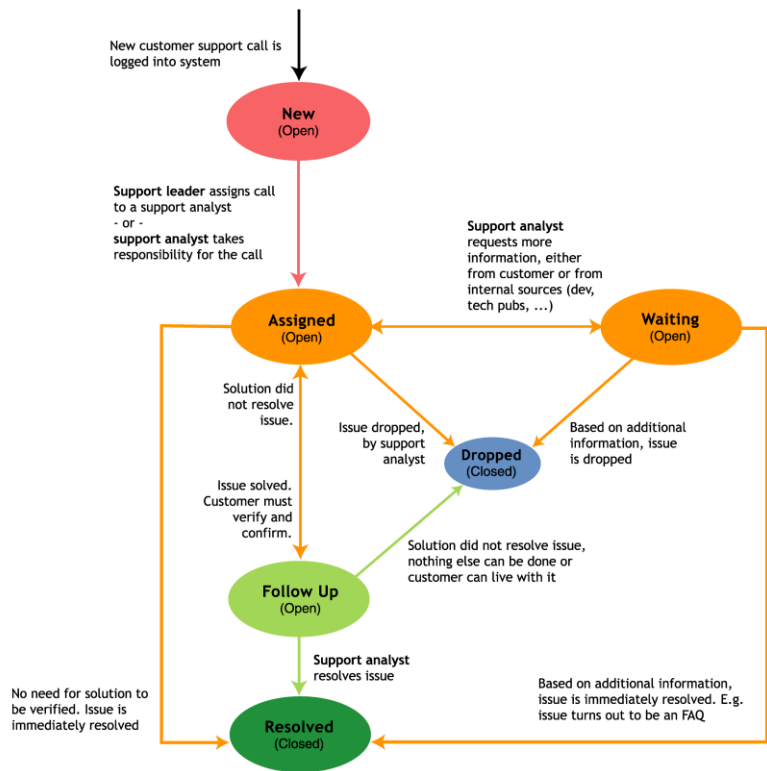 New customer support call is
logged into system
New
(Open)
Support leader assigns call
to a support analyst
- or -
support analyst takes
responsibility for the call
Support analyst
requests more
information, either
from customer or from
internal sources (dev,
tech pubs, ...)
Assigned
(Open)
Waiting
(Open)
Solution did
not resolve
issue.
Issue dropped,
by support
analyst
Based on additional
information, issue
is dropped
Dropped
(Closed)
Issue solved.
Customer must
verify and
confirm.
Solution did not resolve issue,
nothing else can be done or
customer can live with it
Follow Up
(Open)
Support analyst
resolves issue
No need for solution to
be verified. Issue is
immediately resolved
Based on additional information,
issue is immediately resolved. E.g.
issue turns out to be an FAQ
Resolved
(Closed)